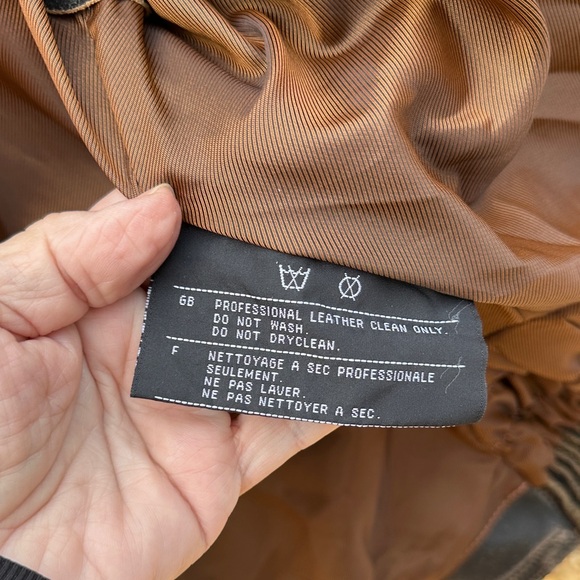 GB PROFESSIONAL LEATHER CLEAN ONLY.
DO NOT WASH.
DO NOT DRYCLEAN.
F NETTOYAGE A SEC PROFESSIONALE
SEULEMENT.
NE PAS LAVER.
NE PAS NETTOYER A SEC.